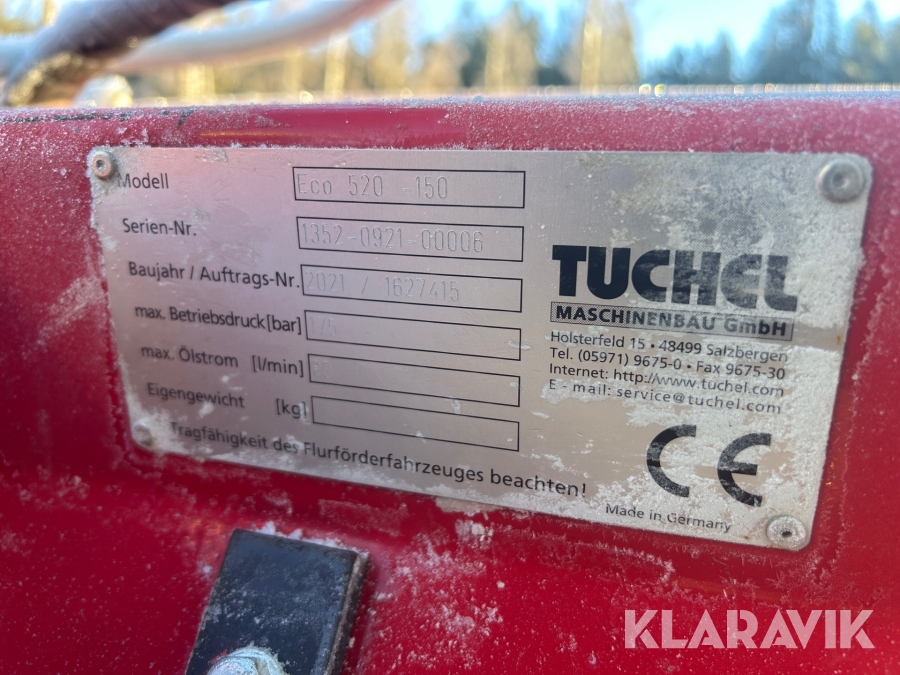 Modell Eco 520 -150
Serien-Nr. 1352-0921-00006
Baujahr / Auftrags-Nr. 2021 / 1627415
max. Betriebsdruck [bar] 175
max. Ölstrom [l/min]
Eigengewicht [kg]
Tragfähigkeit des Flurförderfahrzeuges beachten!
TUCHEL
MASCHINENBAU GmbH
Holsterfeld 15 • 48499 Salzbergen
Tel. (05971) 9675-0 • Fax 9675-30
Internet: http://www.tuchel.com
E - mail: service@tuchel.com
CE
Made in Germany
KLARAVIK